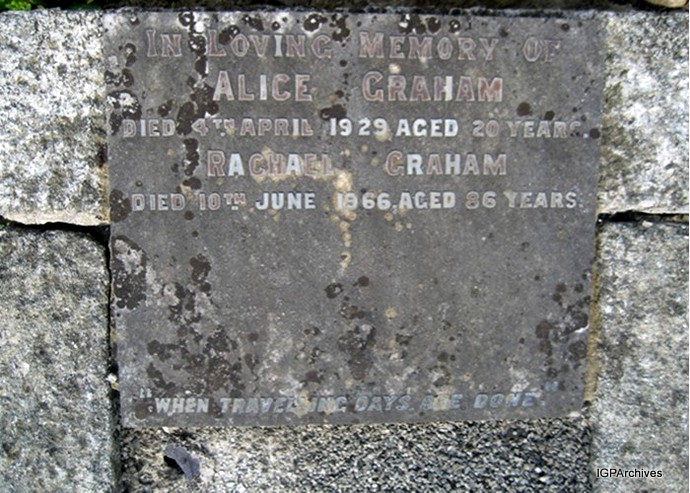 In Loving Memory of
ALICE GRAHAM
DIED 4TH APRIL 1929 AGED 20 YEARS.
RACHAEL GRAHAM
DIED 10TH JUNE 1966, AGED 86 YEARS.
"WHEN TRAVELLING DAYS ARE DONE."
IGPArchives